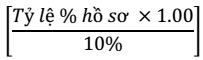 [Tỷ lệ % hồ sơ × 1.00
10%]